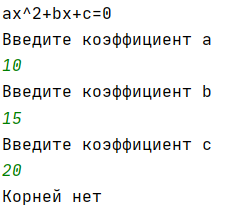 ax^2+bx+c=0
Введите коэффициент a
10
Введите коэффициент b
15
Введите коэффициент c
20
Корней нет